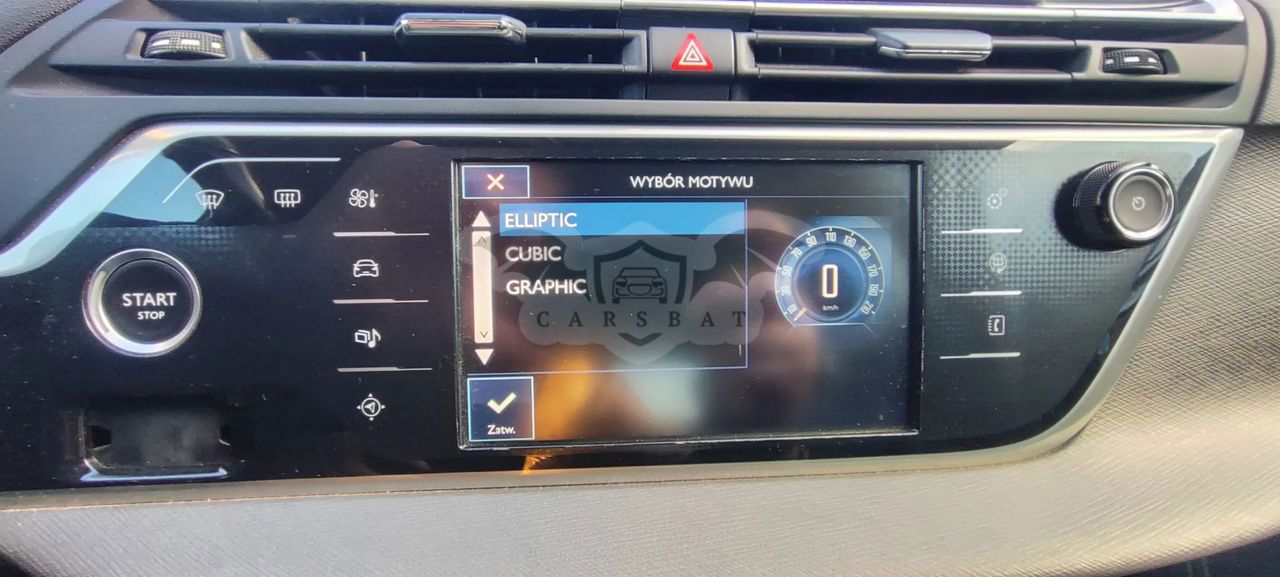 WYBÓR MOTYWU
ELLIPTIC
CUBIC
GRAPHIC
CARSBAT
START
STOP
Zatw.
0
km/h